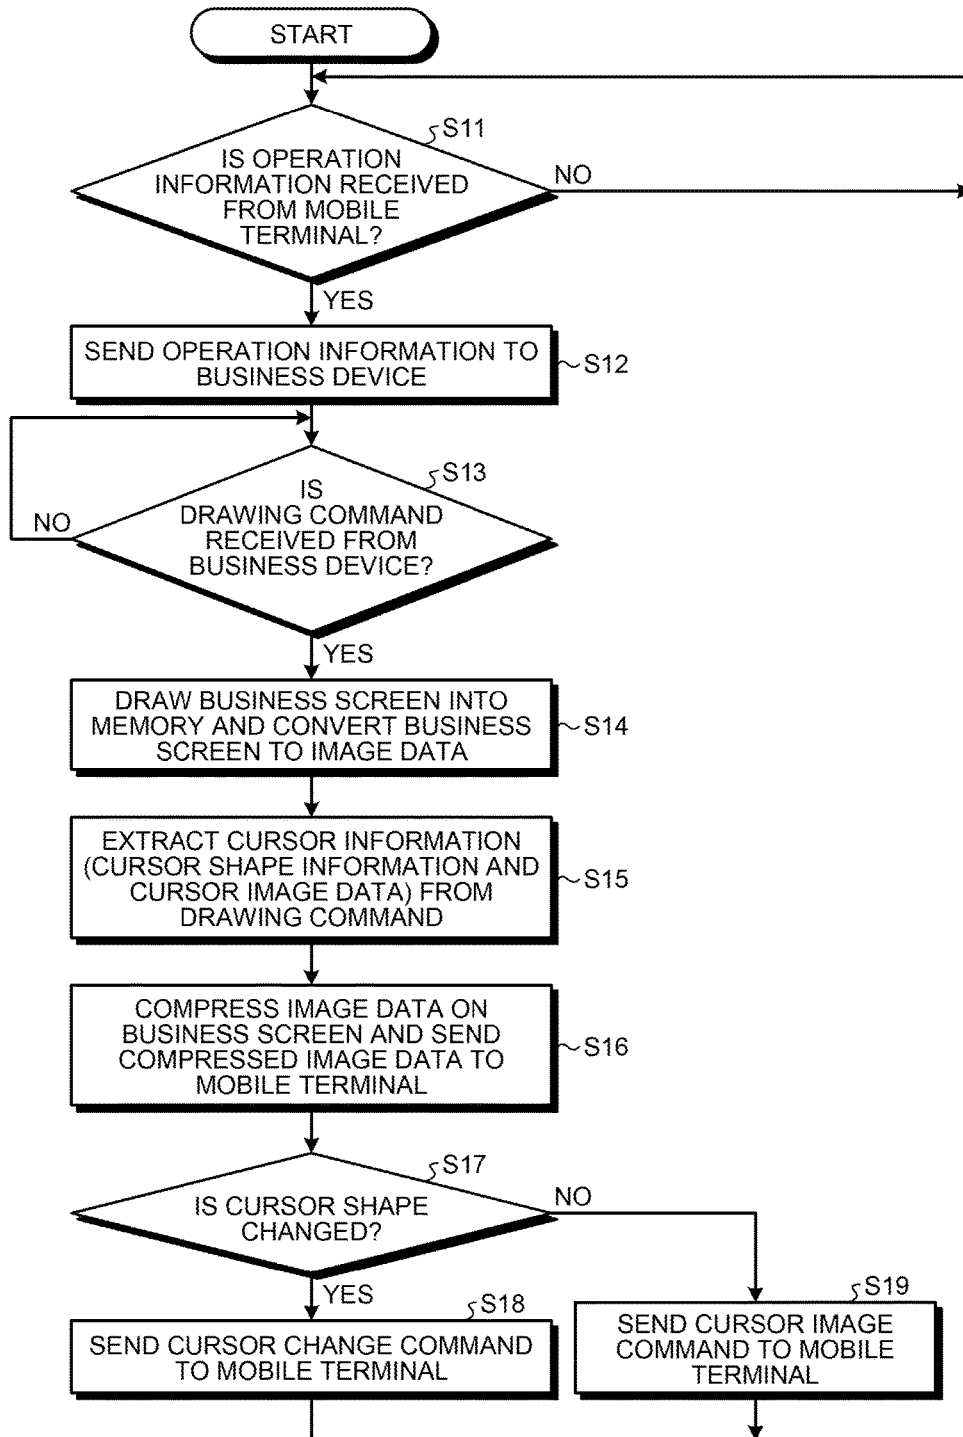 START
S11
IS OPERATION
INFORMATION RECEIVED
FROM MOBILE
TERMINAL?
NO
YES
SEND OPERATION INFORMATION TO
BUSINESS DEVICE
S12
S13
IS
DRAWING COMMAND
RECEIVED FROM
BUSINESS DEVICE?
NO
YES
DRAW BUSINESS SCREEN INTO
MEMORY AND CONVERT BUSINESS
SCREEN TO IMAGE DATA
S14
EXTRACT CURSOR INFORMATION
(CURSOR SHAPE INFORMATION AND
CURSOR IMAGE DATA) FROM
DRAWING COMMAND
S15
COMPRESS IMAGE DATA ON
BUSINESS SCREEN AND SEND
COMPRESSED IMAGE DATA TO
MOBILE TERMINAL
S16
S17
IS CURSOR SHAPE
CHANGED?
NO
YES
S18
SEND CURSOR CHANGE COMMAND
TO MOBILE TERMINAL
S19
SEND CURSOR IMAGE
COMMAND TO MOBILE
TERMINAL